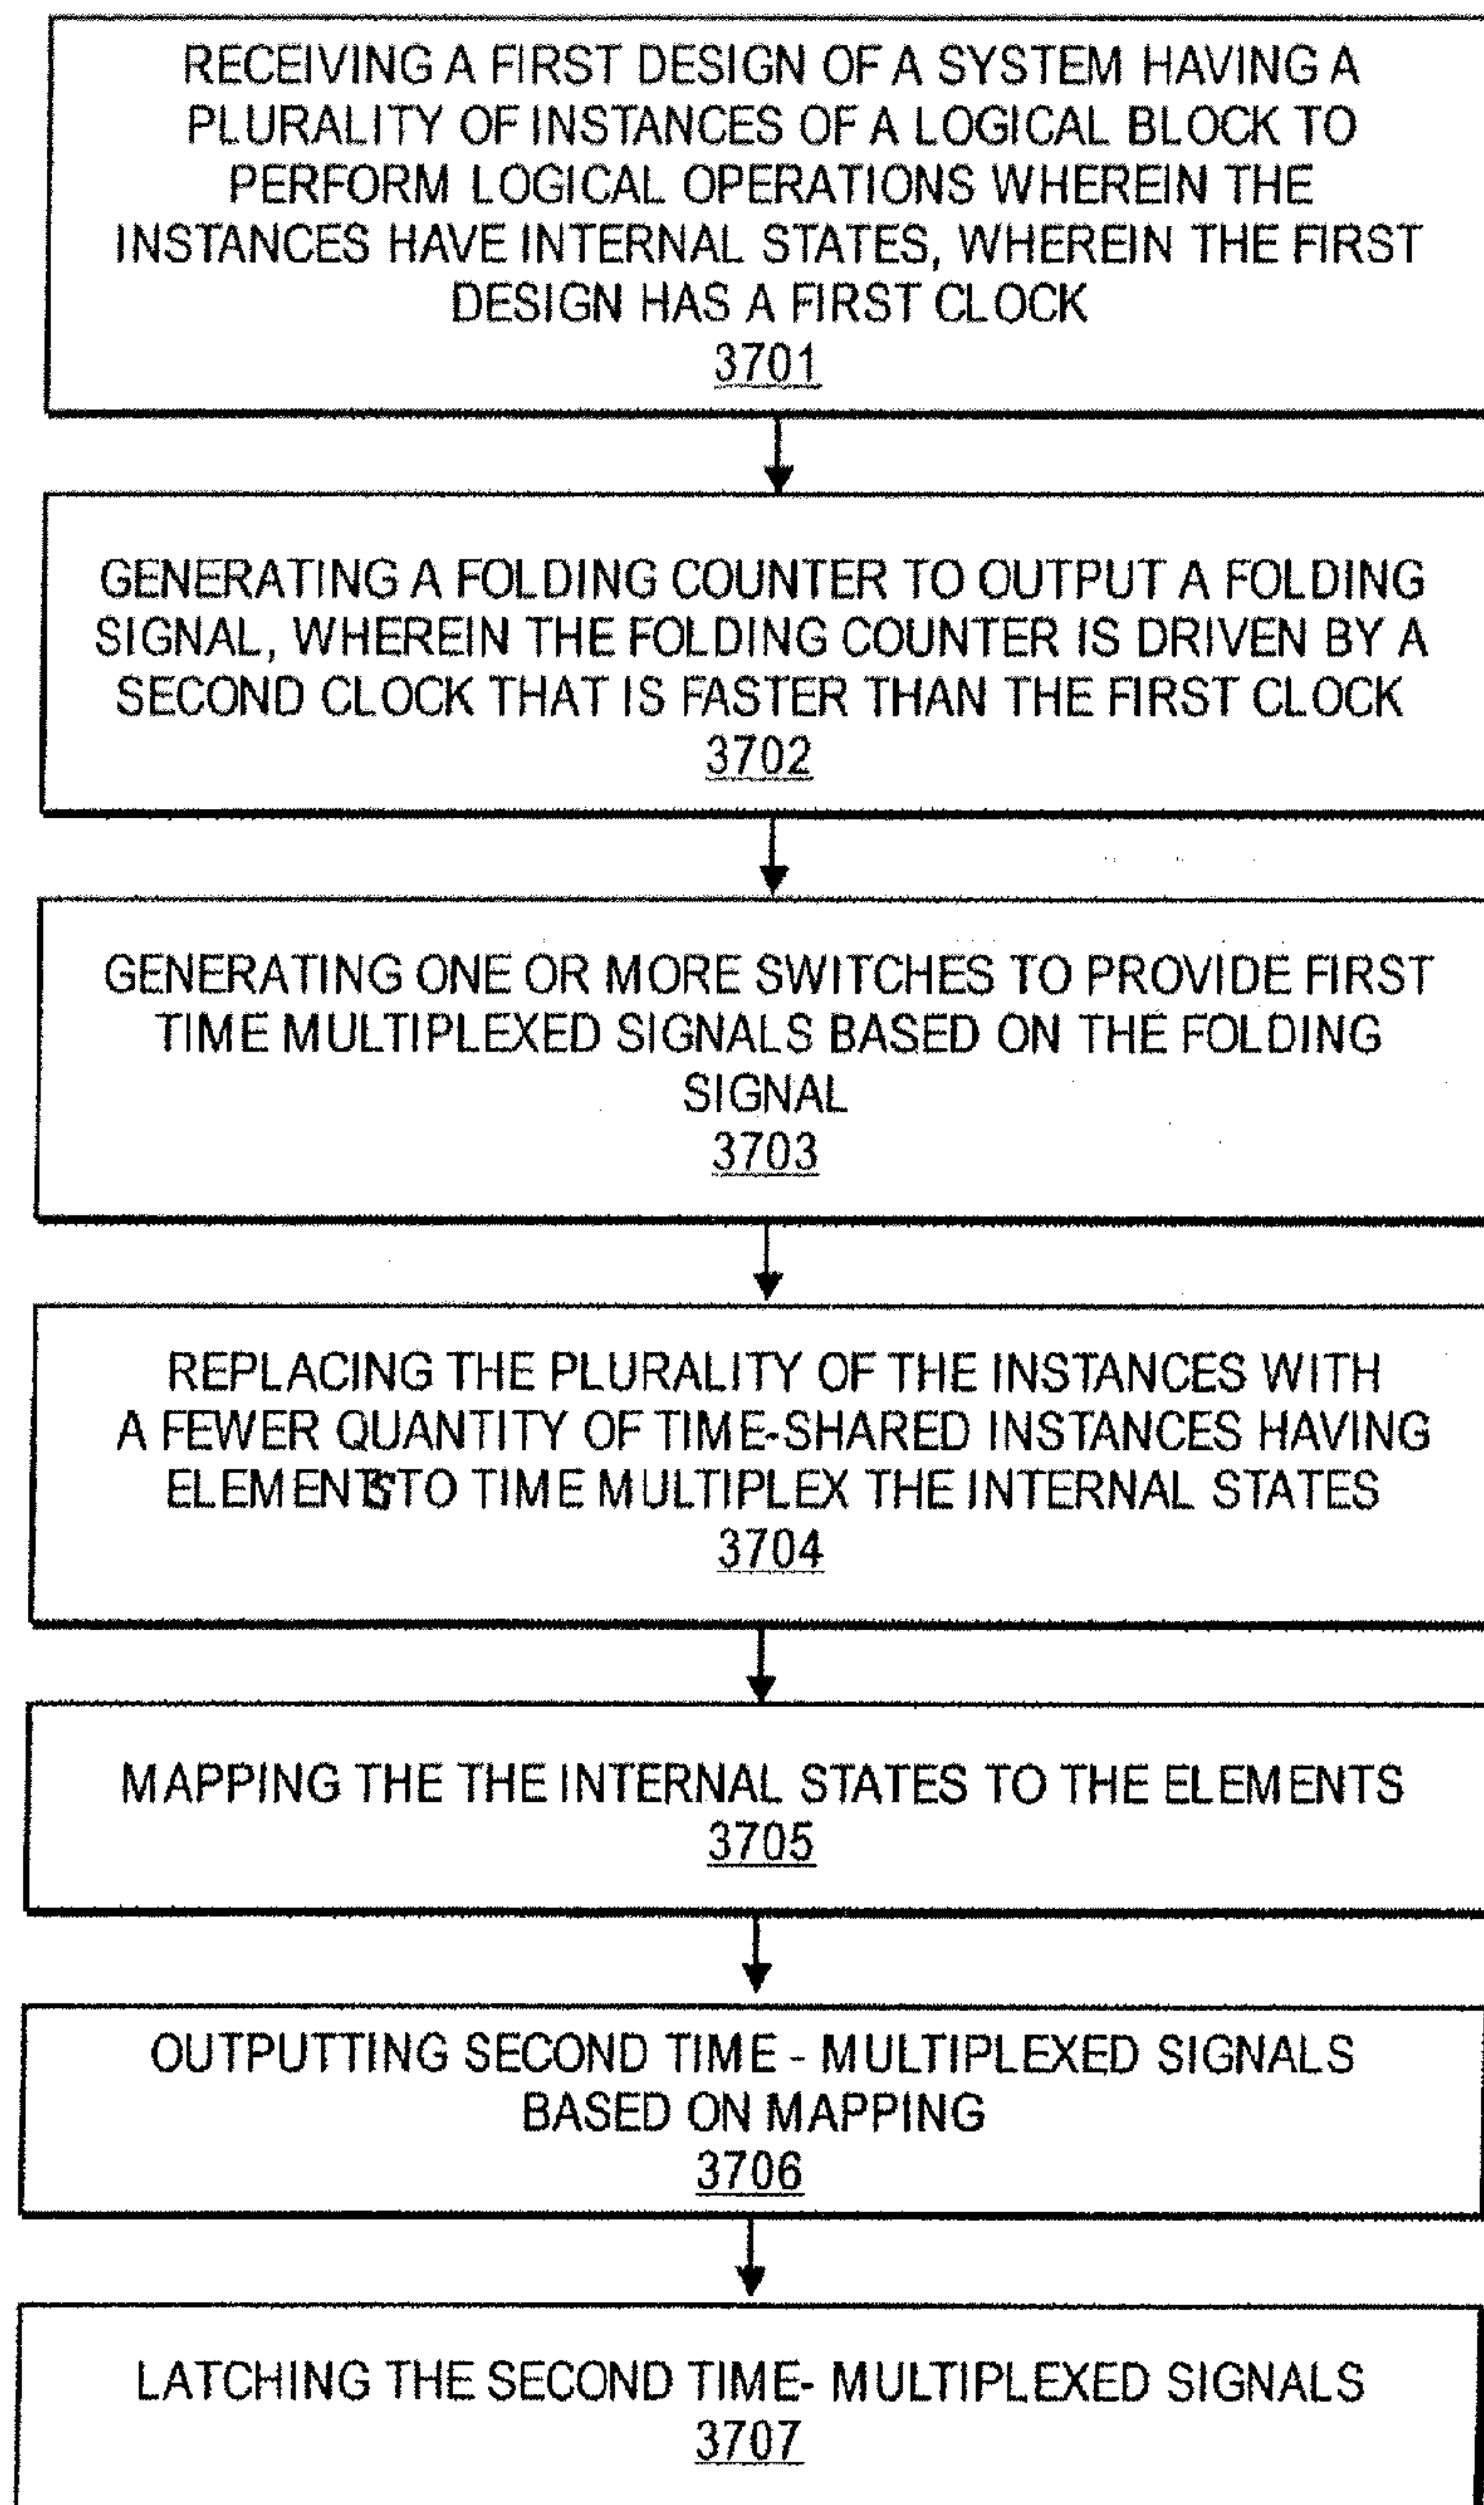 RECEIVING A FIRST DESIGN OF A SYSTEM HAVING A
PLURALITY OF INSTANCES OF A LOGICAL BLOCK TO
PERFORM LOGICAL OPERATIONS WHEREIN THE
INSTANCES HAVE INTERNAL STATES, WHEREIN THE FIRST
DESIGN HAS A FIRST CLOCK
3701
GENERATING A FOLDING COUNTER TO OUTPUT A FOLDING
SIGNAL, WHEREIN THE FOLDING COUNTER IS DRIVEN BY A
SECOND CLOCK THAT IS FASTER THAN THE FIRST CLOCK
3702
GENERATING ONE OR MORE SWITCHES TO PROVIDE FIRST
TIME MULTIPLEXED SIGNALS BASED ON THE FOLDING
SIGNAL
3703
REPLACING THE PLURALITY OF THE INSTANCES WITH
A FEWER QUANTITY OF TIME-SHARED INSTANCES HAVING
ELEMENTS TO TIME MULTIPLEX THE INTERNAL STATES
3704
MAPPING THE THE INTERNAL STATES TO THE ELEMENTS
3705
OUTPUTTING SECOND TIME - MULTIPLEXED SIGNALS
BASED ON MAPPING
3706
LATCHING THE SECOND TIME- MULTIPLEXED SIGNALS
3707